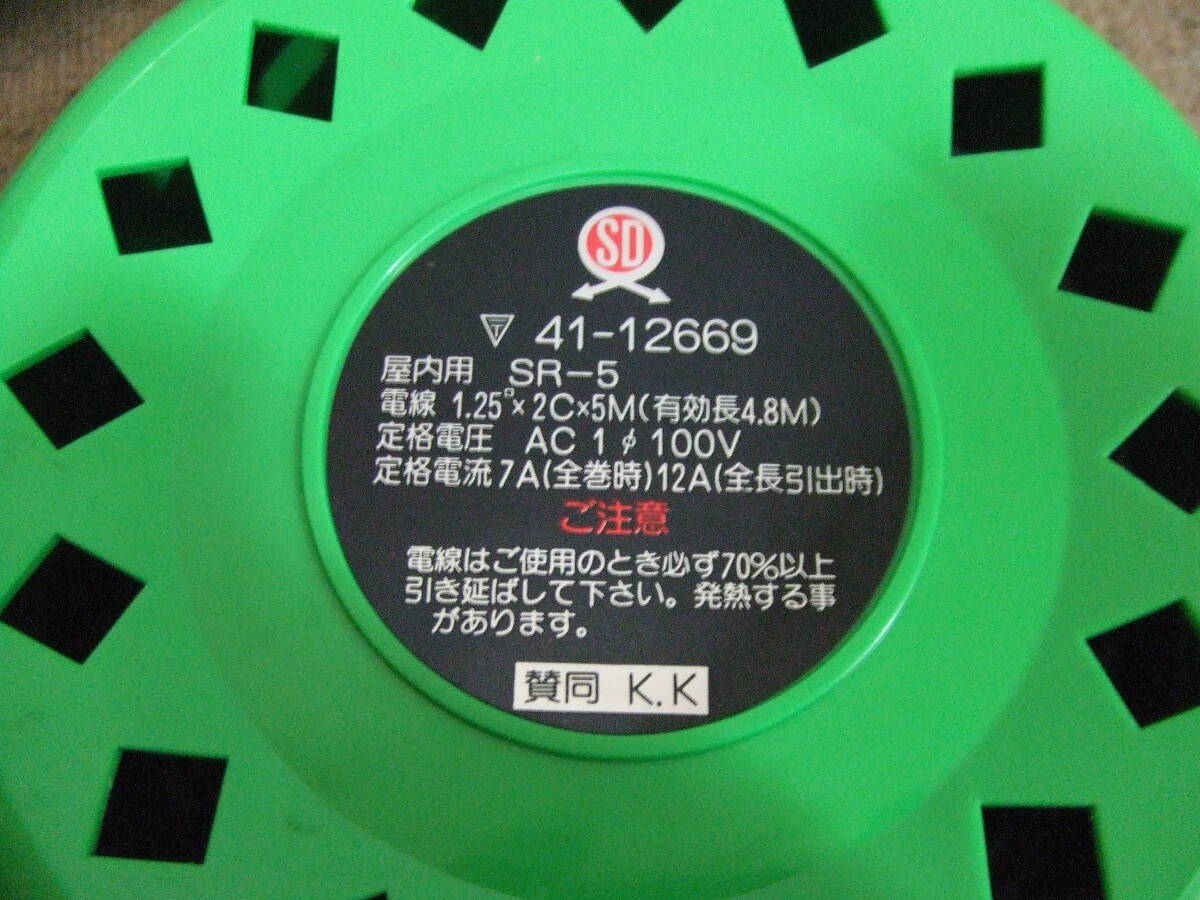 SD
〒 41-12669
屋内用 SR-5
電線 1.25□×2C×5M(有効長4.8M)
定格電圧 AC 1φ 100V
定格電流 7A(全巻時)12A(全長引出時)
ご注意
電線はご使用のとき必ず70%以上
引き延ばして下さい。発熱する事
があります。
賛同 K.K